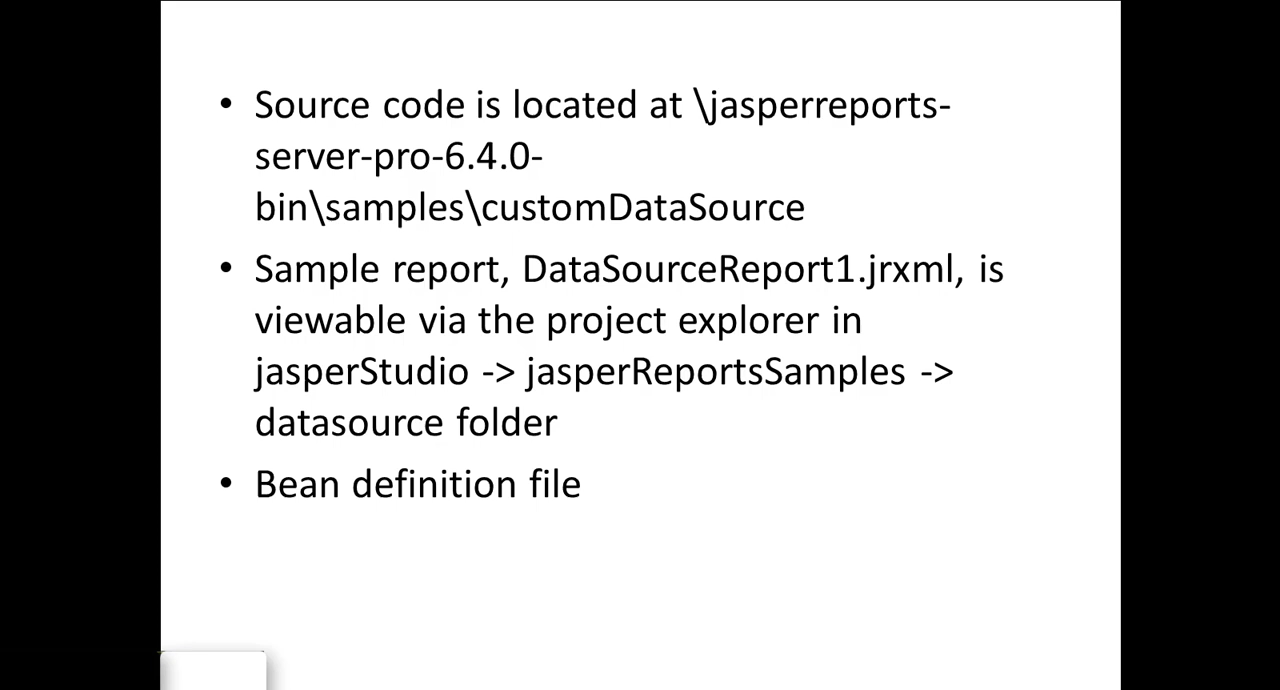 • Source code is located at \jasperreports-
server-pro-6.4.0-
bin\samples\customDataSource
• Sample report, DataSourceReport1.jrxml, is
viewable via the project explorer in
jasperStudio -> jasperReportsSamples ->
datasource folder
• Bean definition file